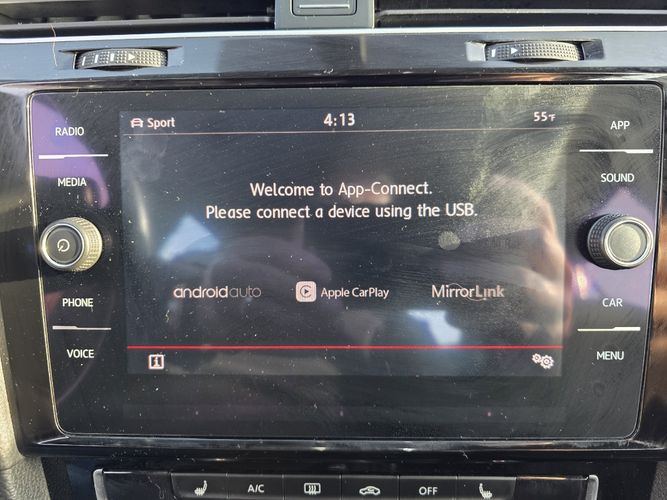 RADIO
MEDIA
PHONE
VOICE
Sport
4:13
55°F
Welcome to App-Connect.
Please connect a device using the USB.
androidauto
Apple CarPlay
MirrorLink
APP
SOUND
CAR
MENU
A/C
OFF